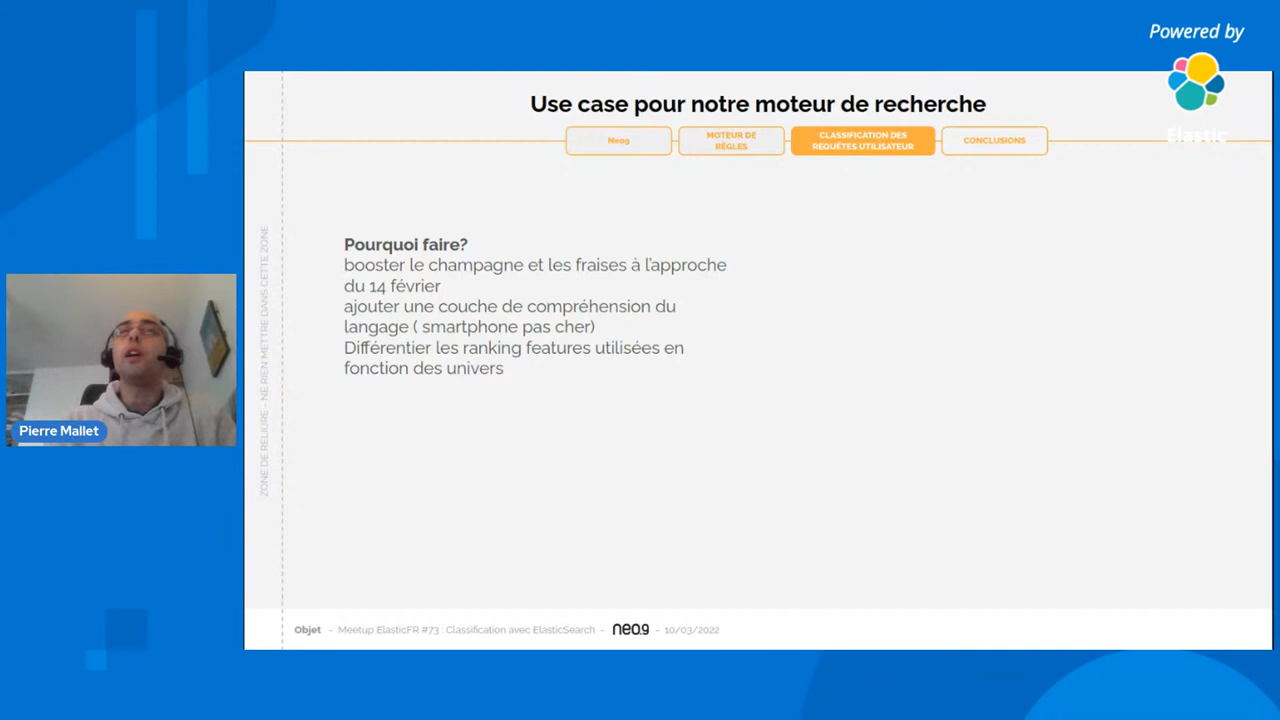 Powered by
Elastic
Use case pour notre moteur de recherche
Neo9
MOTEUR DE
RÈGLES
CLASSIFICATION DES
REQUÊTES UTILISATEUR
CONCLUSIONS
ZONE DE RELIURE - NE RIEN METTRE DANS CETTE ZONE
Pourquoi faire?
booster le champagne et les fraises à l'approche
du 14 février
ajouter une couche de compréhension du
langage ( smartphone pas cher)
Différentier les ranking features utilisées en
fonction des univers
Pierre Mallet
Objet - Meetup ElasticFR #73 : Classification avec ElasticSearch - neo.9 - 10/03/2022